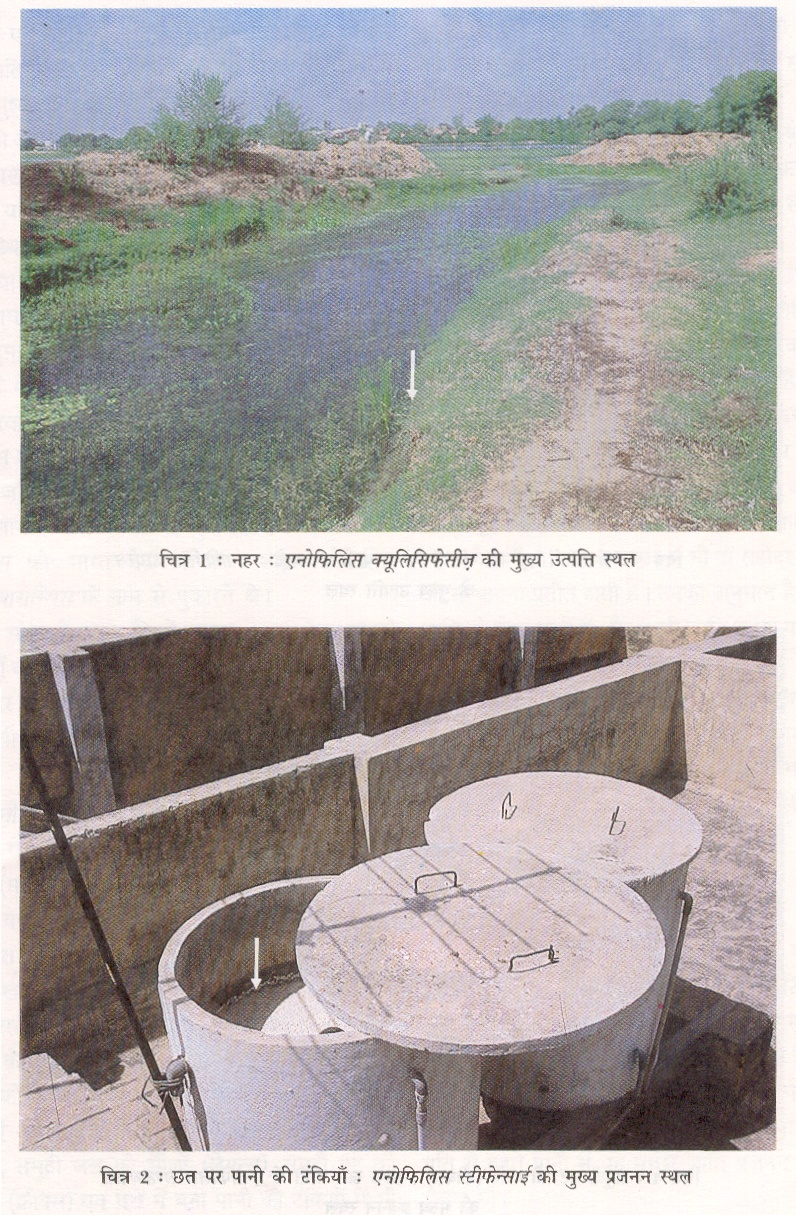 चित्र 1 : नहर : एनोफिलिस क्यूलिसिफेसीज़ की मुख्य उत्पत्ति स्थल
चित्र 2 : छत पर पानी की टंकियाँ : एनोफिलिस स्टीफेन्साई की मुख्य प्रजनन स्थल